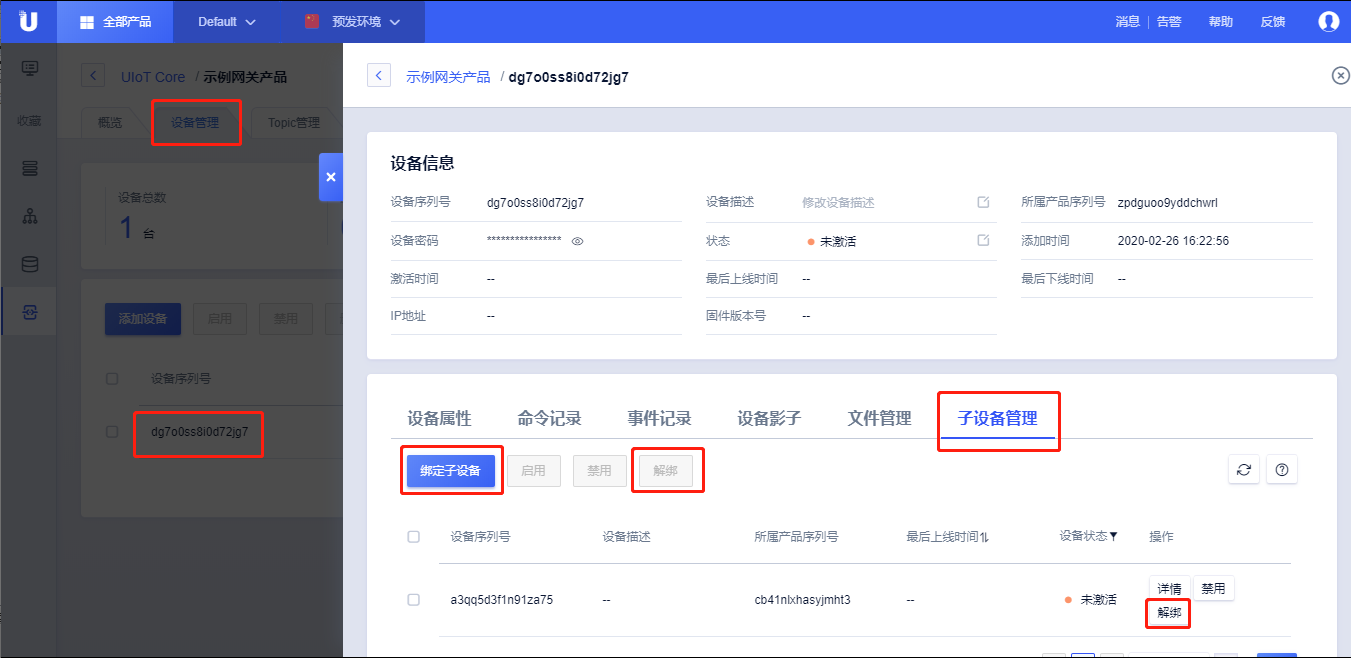 全部产品 Default 预发环境 消息 告警 帮助 反馈
收藏
UIoT Core / 示例网关产品
概览 设备管理 Topic管理
设备总数
1 台
添加设备 启用 禁用
设备序列号
dg7o0ss8i0d72jg7
示例网关产品 / dg7o0ss8i0d72jg7
设备信息
设备序列号 dg7o0ss8i0d72jg7 设备描述 修改设备描述 所属产品序列号 zpdguoo9yddchwrl
设备密码 **************** 状态 未激活 添加时间 2020-02-26 16:22:56
激活时间 -- 最后上线时间 -- 最后下线时间 --
IP地址 -- 固件版本号 --
设备属性 命令记录 事件记录 设备影子 文件管理 子设备管理
绑定子设备 启用 禁用 解绑
设备序列号 设备描述 所属产品序列号 最后上线时间 设备状态 操作
a3qq5d3f1n91za75 -- cb41nlxhasyjmht3 -- 未激活 详情 禁用
解绑